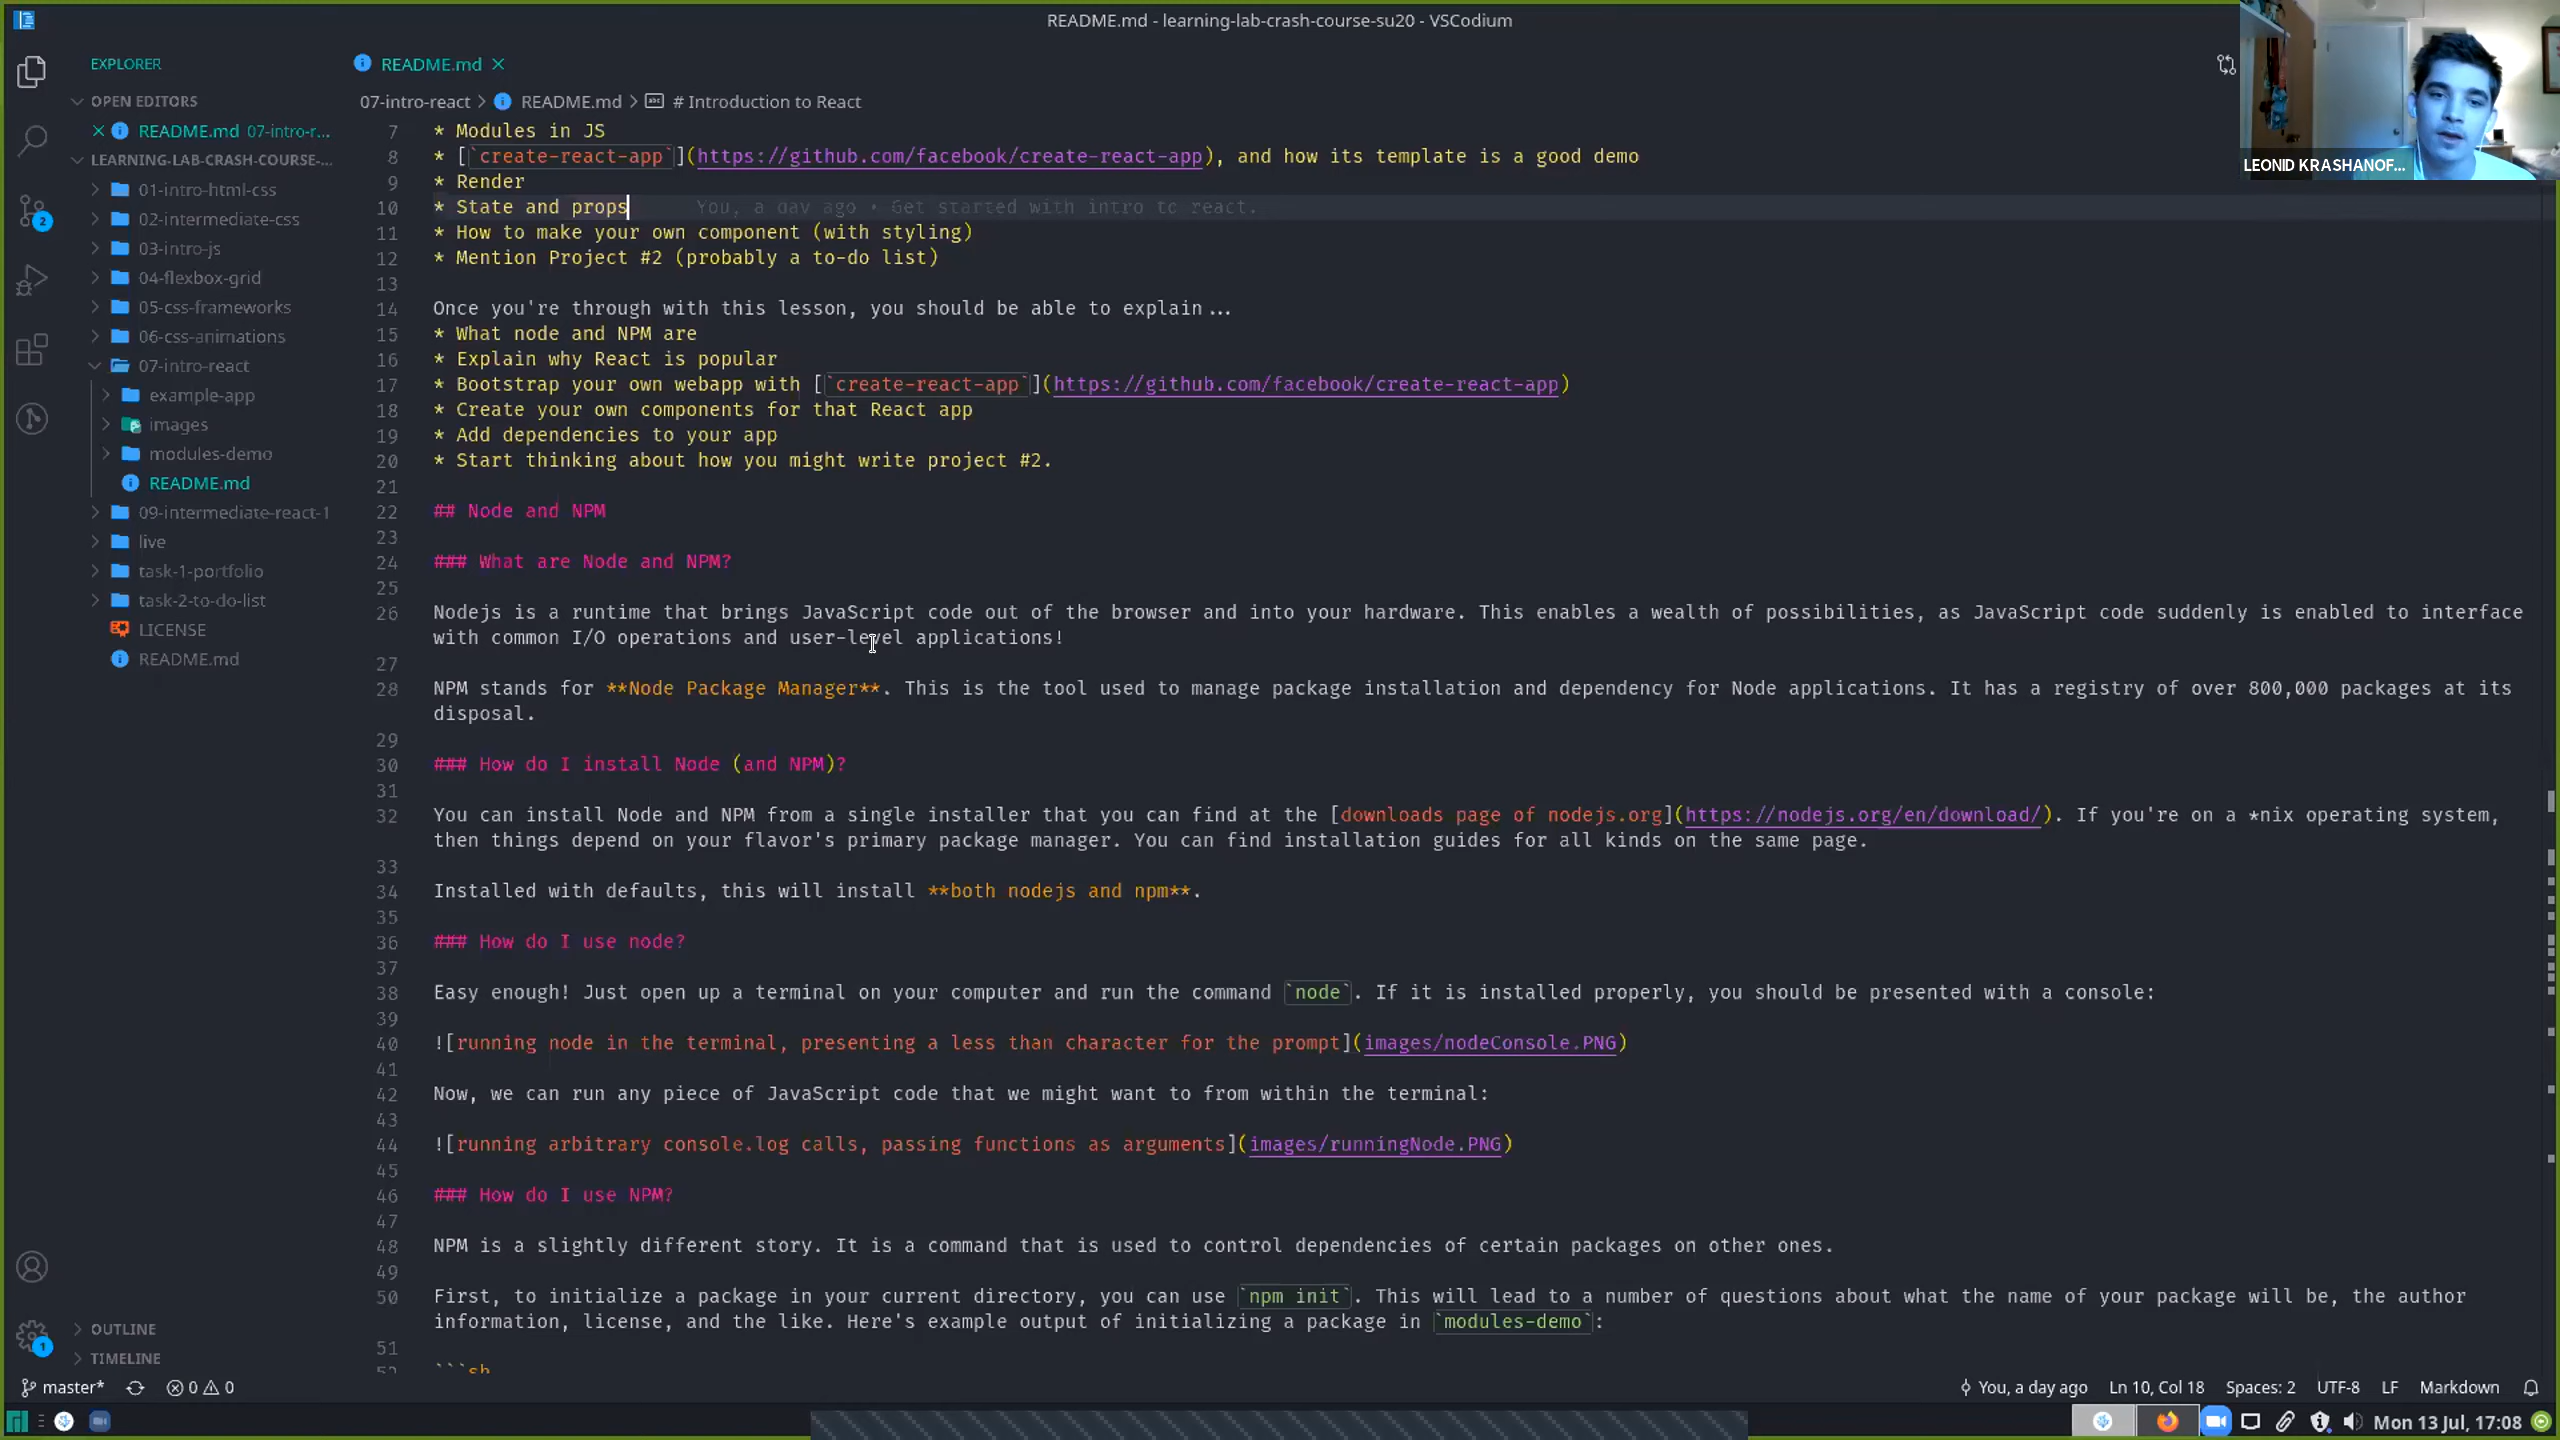 README.md - learning-lab-crash-course-su20 - VSCodium
LEONID KRASHANOF...
EXPLORER
OPEN EDITORS
README.md 07-intro-r...
LEARNING-LAB-CRASH-COURSE-...
01-intro-html-css
02-intermediate-css
03-intro-js
04-flexbox-grid
05-css-frameworks
06-css-animations
07-intro-react
example-app
images
modules-demo
README.md
09-intermediate-react-1
live
task-1-portfolio
task-2-to-do-list
LICENSE
README.md
OUTLINE
TIMELINE
2
1
README.md
07-intro-react > README.md > # Introduction to React
7 * Modules in JS
8 * [`create-react-app`](https://github.com/facebook/create-react-app), and how its template is a good demo
9 * Render
10 * State and props You, a day ago • Get started with intro to react.
11 * How to make your own component (with styling)
12 * Mention Project #2 (probably a to-do list)
13
14 Once you're through with this lesson, you should be able to explain...
15 * What node and NPM are
16 * Explain why React is popular
17 * Bootstrap your own webapp with [`create-react-app`](https://github.com/facebook/create-react-app)
18 * Create your own components for that React app
19 * Add dependencies to your app
20 * Start thinking about how you might write project #2.
21
22 ## Node and NPM
23
24 ### What are Node and NPM?
25
26 Nodejs is a runtime that brings JavaScript code out of the browser and into your hardware. This enables a wealth of possibilities, as JavaScript code suddenly is enabled to interface
with common I/O operations and user-level applications!
27
28 NPM stands for **Node Package Manager**. This is the tool used to manage package installation and dependency for Node applications. It has a registry of over 800,000 packages at its
disposal.
29
30 ### How do I install Node (and NPM)?
31
32 You can install Node and NPM from a single installer that you can find at the [downloads page of nodejs.org](https://nodejs.org/en/download/). If you're on a *nix operating system,
then things depend on your flavor's primary package manager. You can find installation guides for all kinds on the same page.
33
34 Installed with defaults, this will install **both nodejs and npm**.
35
36 ### How do I use node?
37
38 Easy enough! Just open up a terminal on your computer and run the command `node`. If it is installed properly, you should be presented with a console:
39
40 ![running node in the terminal, presenting a less than character for the prompt](images/nodeConsole.PNG)
41
42 Now, we can run any piece of JavaScript code that we might want to from within the terminal:
43
44 ![running arbitrary console.log calls, passing functions as arguments](images/runningNode.PNG)
45
46 ### How do I use NPM?
47
48 NPM is a slightly different story. It is a command that is used to control dependencies of certain packages on other ones.
49
50 First, to initialize a package in your current directory, you can use `npm init`. This will lead to a number of questions about what the name of your package will be, the author
information, license, and the like. Here's example output of initializing a package in `modules-demo`:
51
52 ```sh
master* 0 0 You, a day ago Ln 10, Col 18 Spaces: 2 UTF-8 LF Markdown
Mon 13 Jul, 17:08